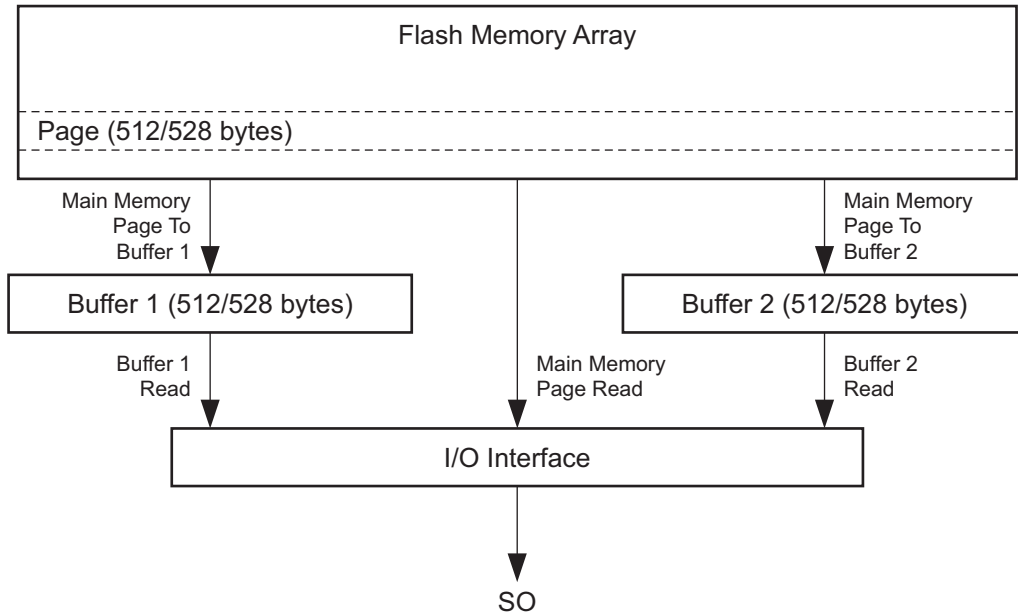 Flash Memory Array
Page (512/528 bytes)
Main Memory
Page To
Buffer 1
Main Memory
Page To
Buffer 2
Buffer 1 (512/528 bytes)
Buffer 2 (512/528 bytes)
Buffer 1
Read
Main Memory
Page Read
Buffer 2
Read
I/O Interface
SO